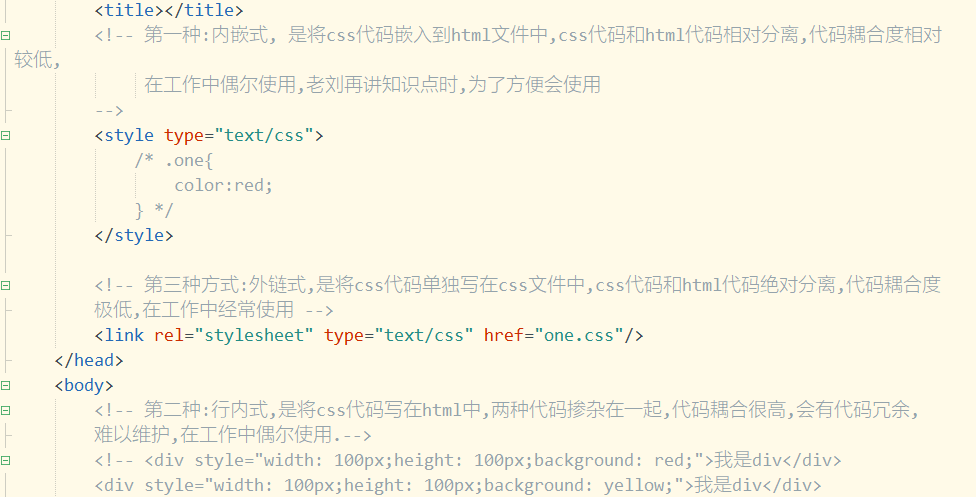 <title></title>
<!-- 第一种:内嵌式, 是将css代码嵌入到html文件中,css代码和html代码相对分离,代码耦合度相对
较低,
在工作中偶尔使用,老刘再讲知识点时,为了方便会使用
-->
<style type="text/css">
/* .one{
color:red;
} */
</style>
<!-- 第三种方式:外链式,是将css代码单独写在css文件中,css代码和html代码绝对分离,代码耦合度
极低,在工作中经常使用 -->
<link rel="stylesheet" type="text/css" href="one.css"/>
</head>
<body>
<!-- 第二种:行内式,是将css代码写在html中,两种代码掺杂在一起,代码耦合很高,会有代码冗余,
难以维护,在工作中偶尔使用.-->
<!-- <div style="width: 100px;height: 100px;background: red;">我是div</div>
<div style="width: 100px;height: 100px;background: yellow;">我是div</div>